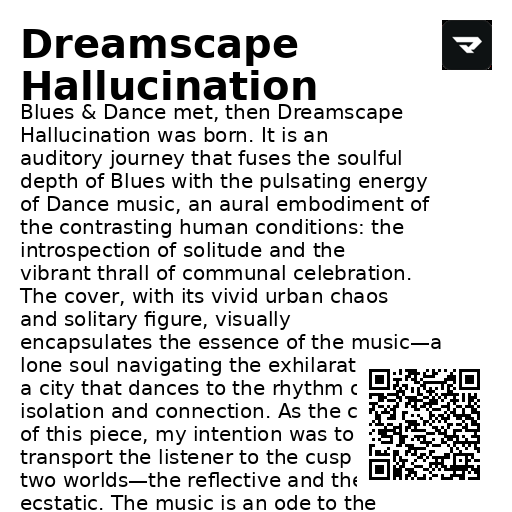 Dreamscape
Hallucination
Blues & Dance met, then Dreamscape
Hallucination was born. It is an
auditory journey that fuses the soulful
depth of Blues with the pulsating energy
of Dance music, an aural embodiment of
the contrasting human conditions: the
introspection of solitude and the
vibrant thrall of communal celebration.
The cover, with its vivid urban chaos
and solitary figure, visually
encapsulates the essence of the music—a
lone soul navigating the exhilarat
a city that dances to the rhythm
isolation and connection. As the
of this piece, my intention was to
transport the listener to the cusp
two worlds—the reflective and the
ecstatic. The music is an ode to the